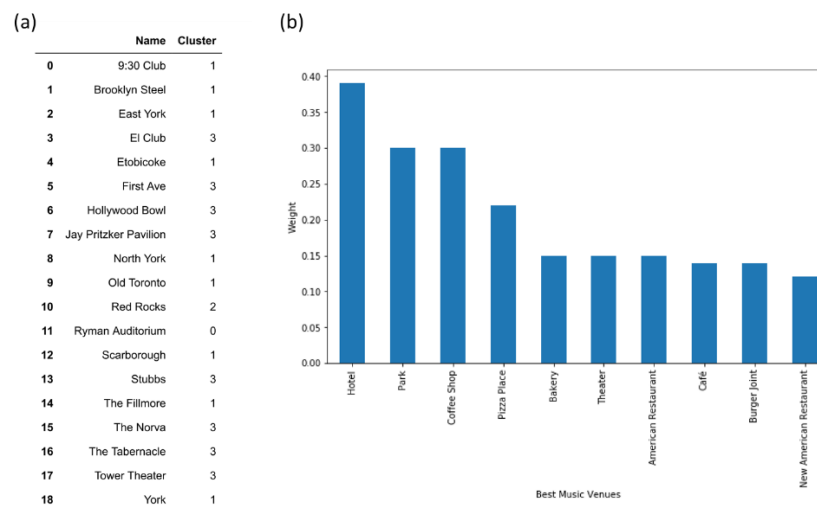 (a)
Name Cluster
0 9:30 Club 1
1 Brooklyn Steel 1
2 East York 1
3 El Club 3
4 Etobicoke 1
5 First Ave 3
6 Hollywood Bowl 3
7 Jay Pritzker Pavilion 3
8 North York 1
9 Old Toronto 1
10 Red Rocks 2
11 Ryman Auditorium 0
12 Scarborough 1
13 Stubbs 3
14 The Fillmore 1
15 The Norva 3
16 The Tabernacle 3
17 Tower Theater 3
18 York 1
(b)
0.40
0.35
0.30
0.25
0.20
0.15
0.10
0.05
0.00
Weight
Hotel
Park
Coffee Shop
Pizza Place
Bakery
Theater
American Restaurant
Café
Burger Joint
New American Restaurant
Best Music Venues